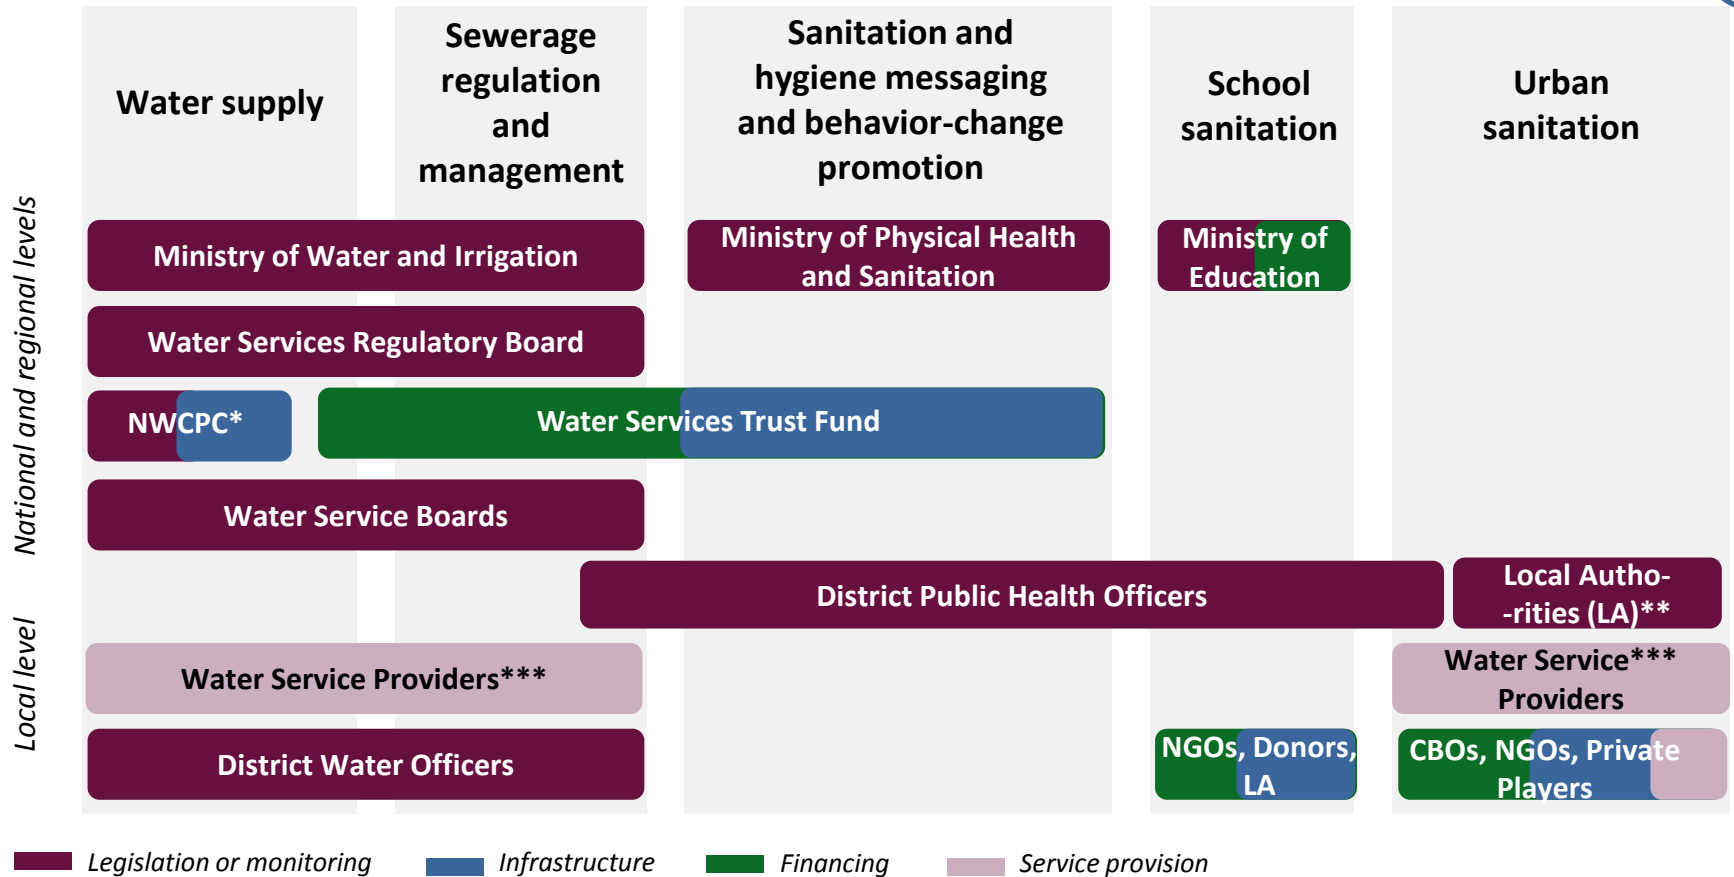 Water supply
Sewerage
regulation
and
management
Sanitation and
hygiene messaging
and behavior-change
promotion
School
sanitation
Urban
sanitation
National and regional levels
Ministry of Water and Irrigation
Ministry of Physical Health
and Sanitation
Ministry of
Education
Water Services Regulatory Board
NWCPC*
Water Services Trust Fund
Water Service Boards
Local level
District Public Health Officers
Local Autho-
-rities (LA)**
Water Service Providers***
Water Service***
Providers
District Water Officers
NGOs, Donors,
LA
CBOs, NGOs, Private
Players
Legislation or monitoring
Infrastructure
Financing
Service provision